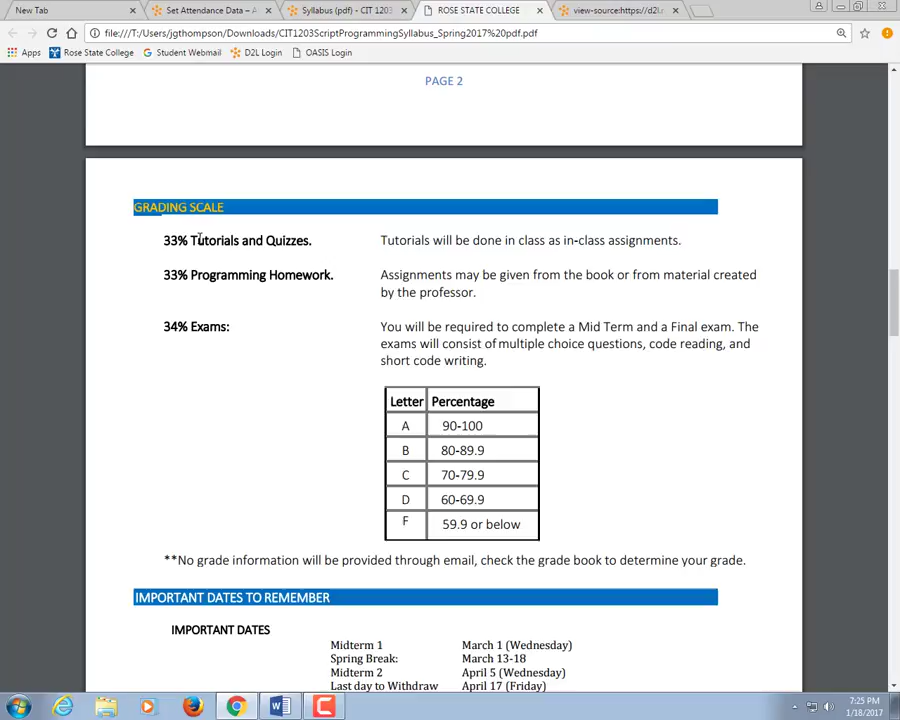 New Tab
Set Attendance Data – A
Syllabus (pdf) - CIT 1203
ROSE STATE COLLEGE
view-source:https://d2l.
file:///T:/Users/jgthompson/Downloads/CIT1203ScriptProgrammingSyllabus_Spring2017%20pdf.pdf
Apps
Rose State College
Student Webmail
D2L Login
OASIS Login
PAGE 2
GRADING SCALE
33% Tutorials and Quizzes.
Tutorials will be done in class as in-class assignments.
33% Programming Homework.
Assignments may be given from the book or from material created
by the professor.
34% Exams:
You will be required to complete a Mid Term and a Final exam. The
exams will consist of multiple choice questions, code reading, and
short code writing.
Letter Percentage
A 90-100
B 80-89.9
C 70-79.9
D 60-69.9
F 59.9 or below
**No grade information will be provided through email, check the grade book to determine your grade.
IMPORTANT DATES TO REMEMBER
IMPORTANT DATES
Midterm 1 March 1 (Wednesday)
Spring Break: March 13-18
Midterm 2 April 5 (Wednesday)
Last day to Withdraw April 17 (Friday)
7:25 PM
1/18/2017